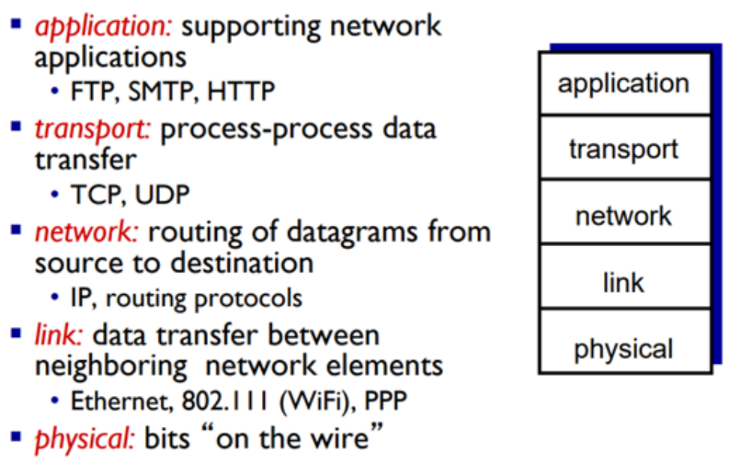 ▪ application: supporting network
applications
• FTP, SMTP, HTTP
▪ transport: process-process data
transfer
• TCP, UDP
▪ network: routing of datagrams from
source to destination
• IP, routing protocols
▪ link: data transfer between
neighboring network elements
• Ethernet, 802.111 (WiFi), PPP
▪ physical: bits “on the wire”
application
transport
network
link
physical